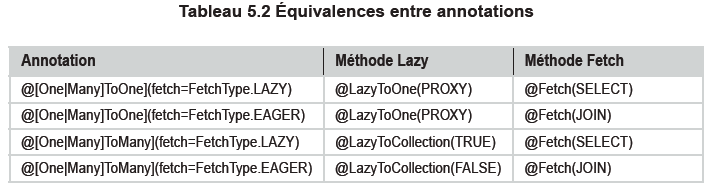 Tableau 5.2 Équivalences entre annotations
Annotation Méthode Lazy Méthode Fetch
@[One|Many]ToOne](fetch=FetchType.LAZY) @LazyToOne(PROXY) @Fetch(SELECT)
@[One|Many]ToOne](fetch=FetchType.EAGER) @LazyToOne(PROXY) @Fetch(JOIN)
@[One|Many]ToMany](fetch=FetchType.LAZY) @LazyToCollection(TRUE) @Fetch(SELECT)
@[One|Many]ToMany](fetch=FetchType.EAGER) @LazyToCollection(FALSE) @Fetch(JOIN)